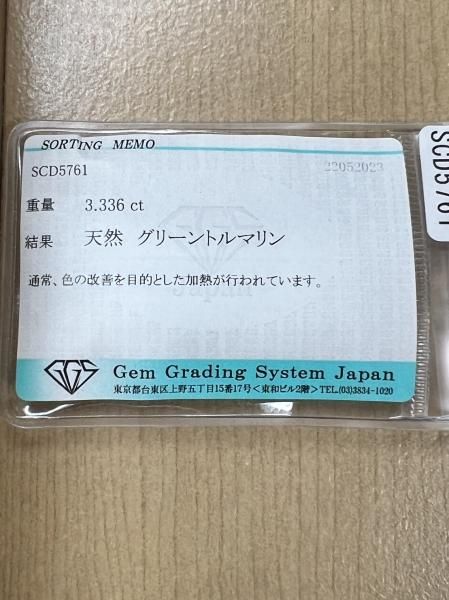 SORTING MEMO
SCD5761 22052023
重量 3.336 ct
結果 天然 グリーントルマリン
通常、色の改善を目的とした加熱が行われています。
GGS Gem Grading System Japan
東京都台東区上野五丁目15番17号<東和ビル2階>TEL.(03)3834-1020
SCD5761